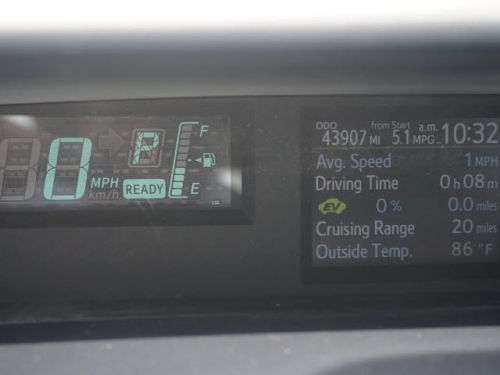 0 MPH
km/h
P
READY
F
E
ODO 43907 MI from Start 5.1 MPG a.m. 10:32
Avg. Speed 1 MPH
Driving Time 0 h 08 m
EV 0 % 0.0 miles
Cruising Range 20 miles
Outside Temp. 86 °F